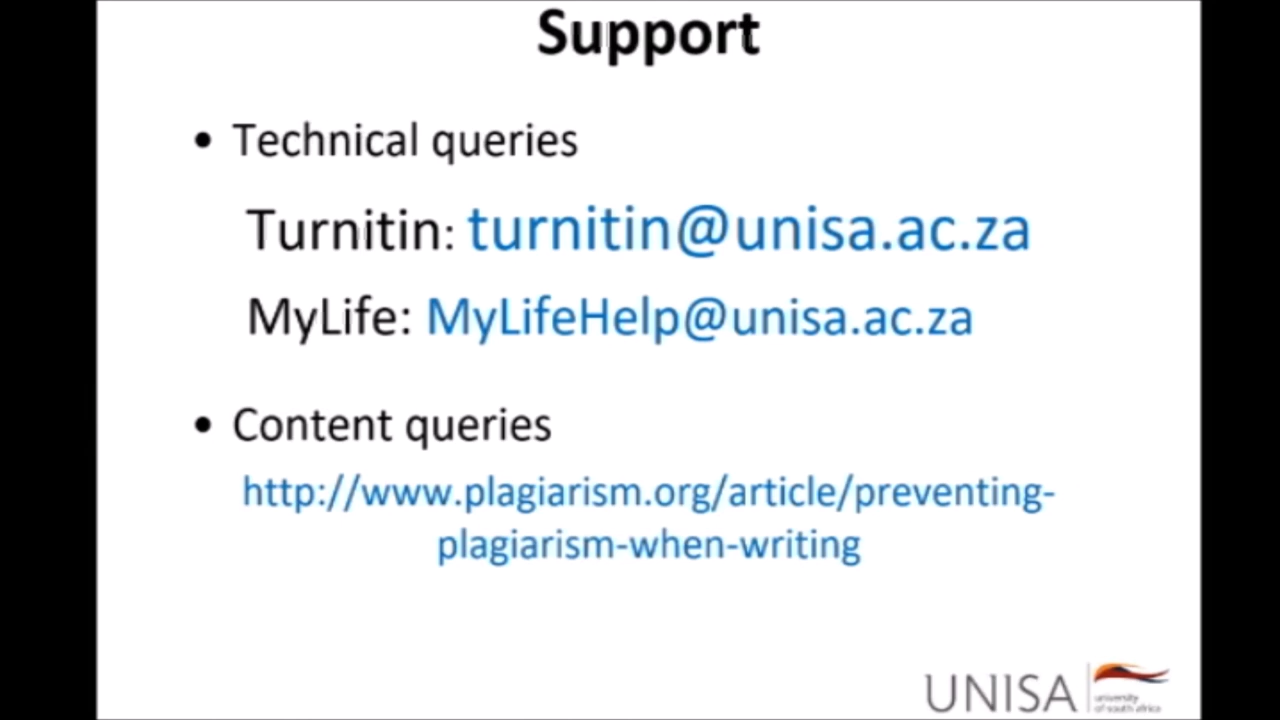 Support
• Technical queries
Turnitin: turnitin@unisa.ac.za
MyLife: MyLifeHelp@unisa.ac.za
• Content queries
http://www.plagiarism.org/article/preventing-
plagiarism-when-writing
UNISA
university
of south africa